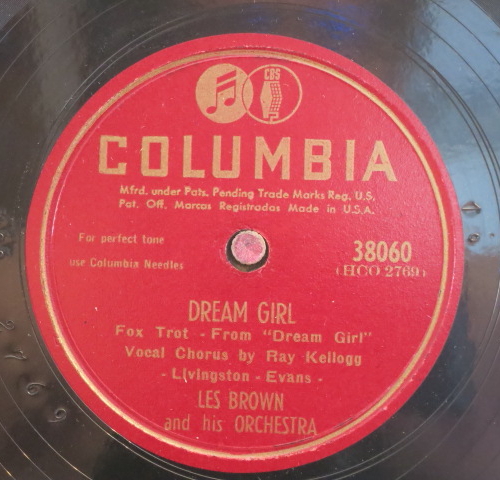 CBS
COLUMBIA
Mfrd. under Pats. Pending Trade Marks Reg. U.S.
Pat. Off. Marcas Registradas Made in U.S.A.
For perfect tone
use Columbia Needles
38060
(HCO 2769)
DREAM GIRL
Fox Trot - From "Dream Girl"
Vocal Chorus by Ray Kellogg
- Livingston - Evans -
LES BROWN
and his ORCHESTRA